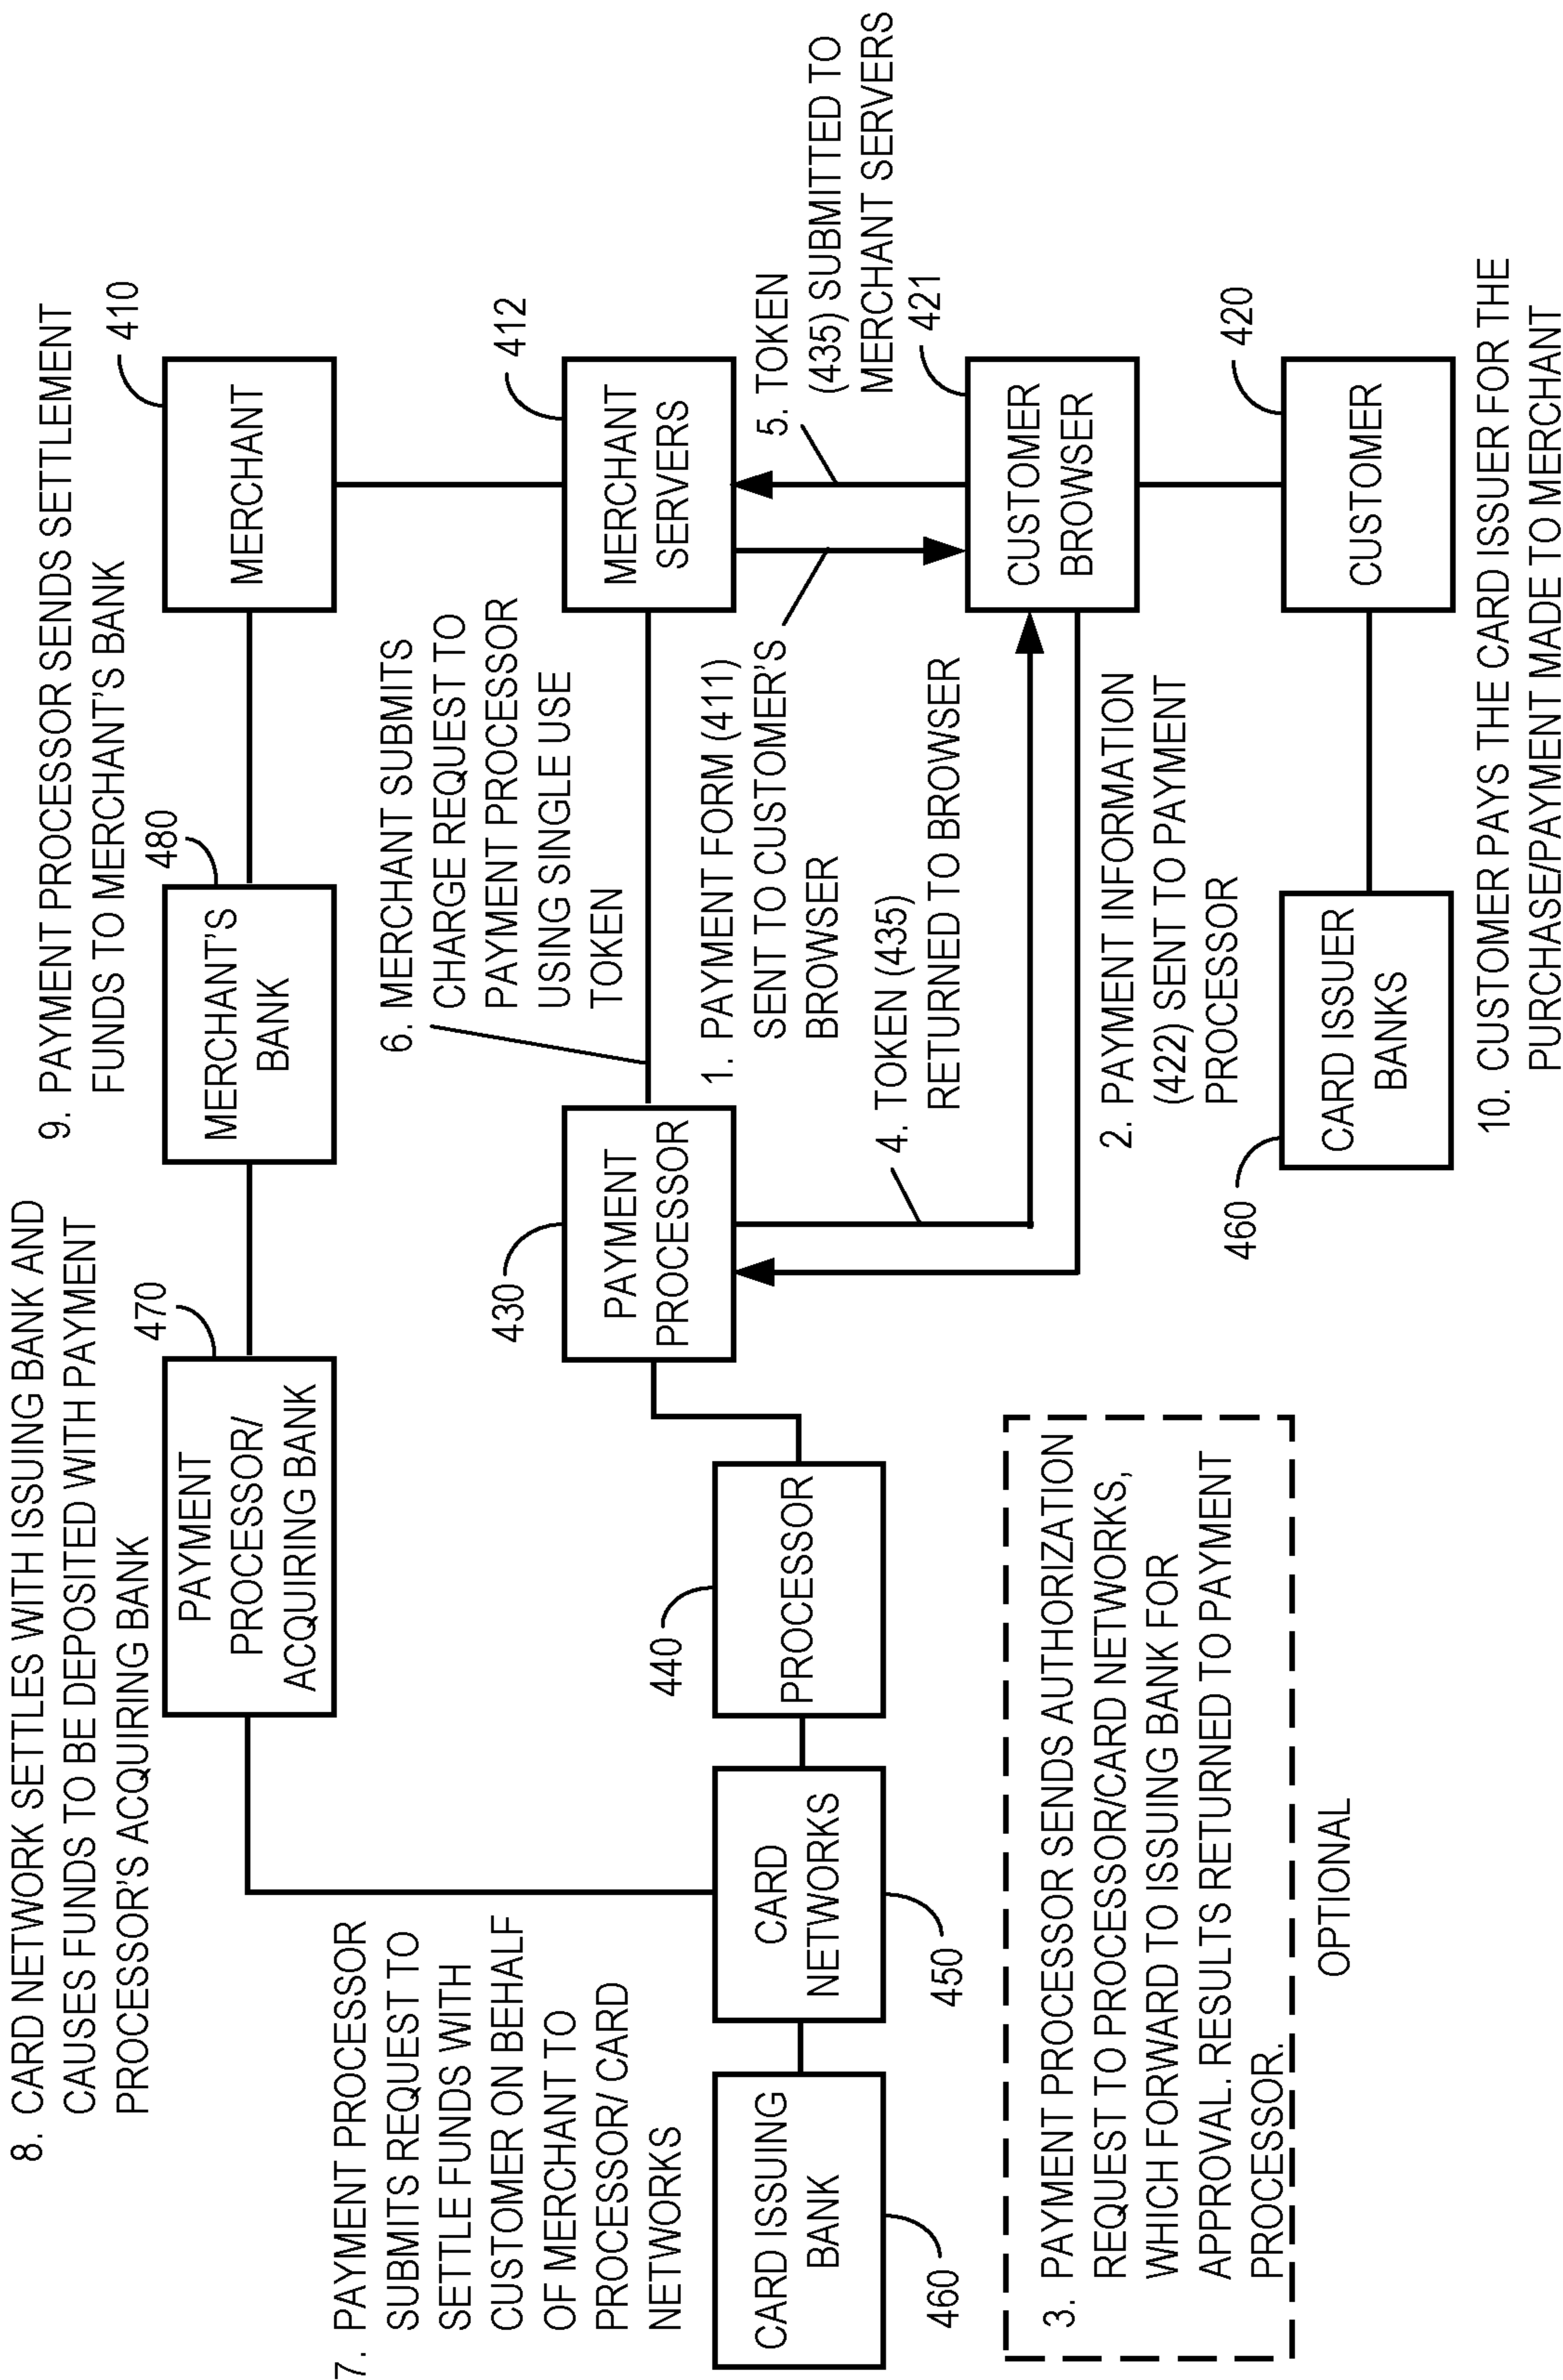 8. CARD NETWORK SETTLES WITH ISSUING BANK AND
CAUSES FUNDS TO BE DEPOSITED WITH PAYMENT
PROCESSOR'S ACQUIRING BANK
9. PAYMENT PROCESSOR SENDS SETTLEMENT
FUNDS TO MERCHANT'S BANK
470
PAYMENT
PROCESSOR/
ACQUIRING BANK
480
MERCHANT'S
BANK
410
MERCHANT
7. PAYMENT PROCESSOR
SUBMITS REQUEST TO
SETTLE FUNDS WITH
CUSTOMER ON BEHALF
OF MERCHANT TO
PROCESSOR/ CARD
NETWORKS
6. MERCHANT SUBMITS
CHARGE REQUEST TO
PAYMENT PROCESSOR
USING SINGLE USE
TOKEN
430
PAYMENT
PROCESSOR
412
MERCHANT
SERVERS
440
PROCESSOR
CARD
NETWORKS
450
CARD ISSUING
BANK
460
1. PAYMENT FORM (411)
SENT TO CUSTOMER'S
BROWSER
5. TOKEN
(435) SUBMITTED TO
MERCHANT SERVERS
4. TOKEN (435)
RETURNED TO BROWSER
421
CUSTOMER
BROWSER
2. PAYMENT INFORMATION
(422) SENT TO PAYMENT
PROCESSOR
3. PAYMENT PROCESSOR SENDS AUTHORIZATION
REQUEST TO PROCESSOR/CARD NETWORKS,
WHICH FORWARD TO ISSUING BANK FOR
APPROVAL. RESULTS RETURNED TO PAYMENT
PROCESSOR.
OPTIONAL
460
CARD ISSUER
BANKS
420
CUSTOMER
10. CUSTOMER PAYS THE CARD ISSUER FOR THE
PURCHASE/PAYMENT MADE TO MERCHANT